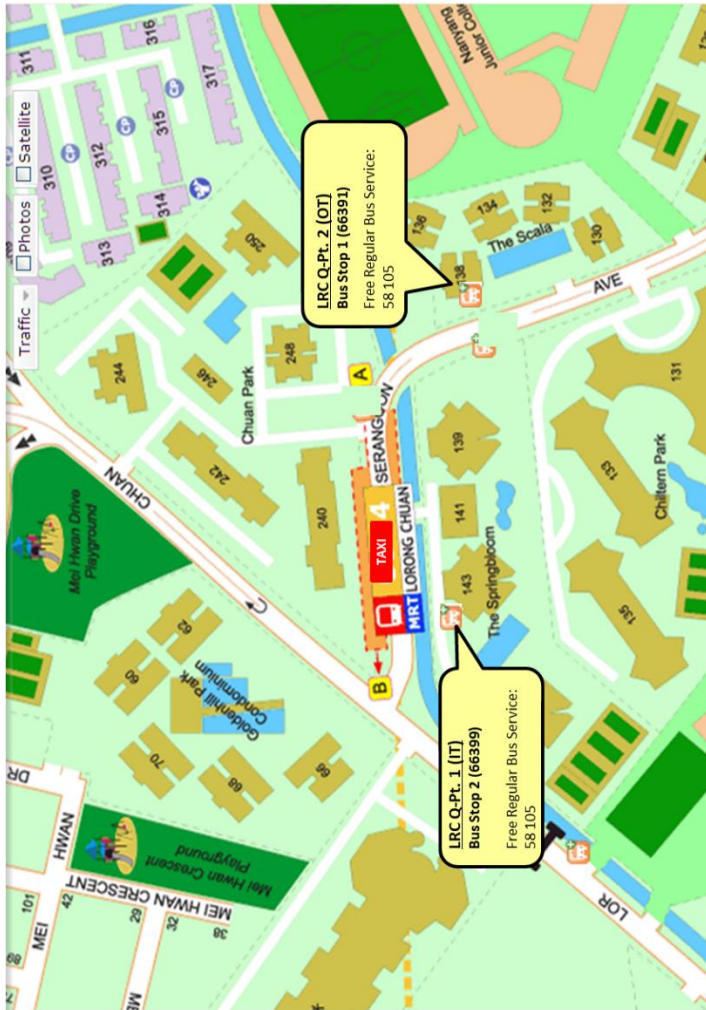 Traffic
Photos
Satellite
310
311
312
313
314
315
316
317
CP
CP
CP
Mei Hwan Drive
Playground
CHUAN
244
246
250
248
242
240
Chuan Park
60
62
70
68
66
Goldenhill Park
Condominium
DR
HWAN
MEI
101
42
29
32
38
89
MEI HWAN CRESCENT
Mei Hwan Crescent
Playground
LRC Q-Pt. 2 (OT)
Bus Stop 1 (66391)
Free Regular Bus Service:
58 105
A
B
SERANGOON
TAXI
4
MRT
LORONG CHUAN
Nanyang
Junior Colle
136
138
134
132
130
The Scala
AVE
139
141
143
The Springbloom
131
133
135
Chiltern Park
LRC Q-Pt. 1 (IT)
Bus Stop 2 (66399)
Free Regular Bus Service:
58 105
LOR